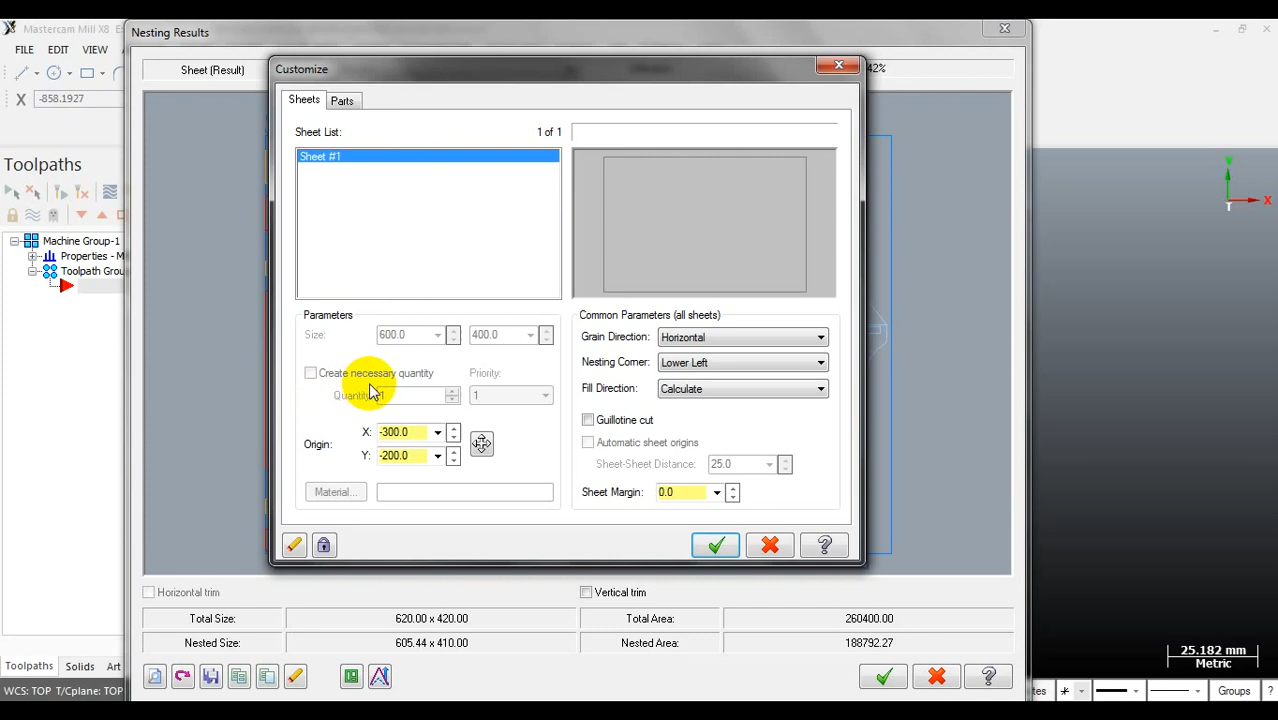 Mastercam Mill X8
Nesting Results
FILE EDIT VIEW
Sheet (Result)
42%
Customize
X -858.1927
Sheets Parts
Sheet List: 1 of 1
Sheet #1
Toolpaths
Machine Group-1
Properties - M
Toolpath Grou
Y
X
T
Parameters
Size: 600.0 400.0
Create necessary quantity Priority:
Quantity: 1 1
Origin: X: -300.0
Y: -200.0
Material...
Common Parameters (all sheets)
Grain Direction: Horizontal
Nesting Corner: Lower Left
Fill Direction: Calculate
Guillotine cut
Automatic sheet origins
Sheet-Sheet Distance: 25.0
Sheet Margin: 0.0
Horizontal trim Vertical trim
Total Size: 620.00 x 420.00 Total Area: 260400.00
Nested Size: 605.44 x 410.00 Nested Area: 188792.27
25.182 mm
Metric
Toolpaths Solids Art
WCS: TOP T/Cplane: TOP
tes Groups ?